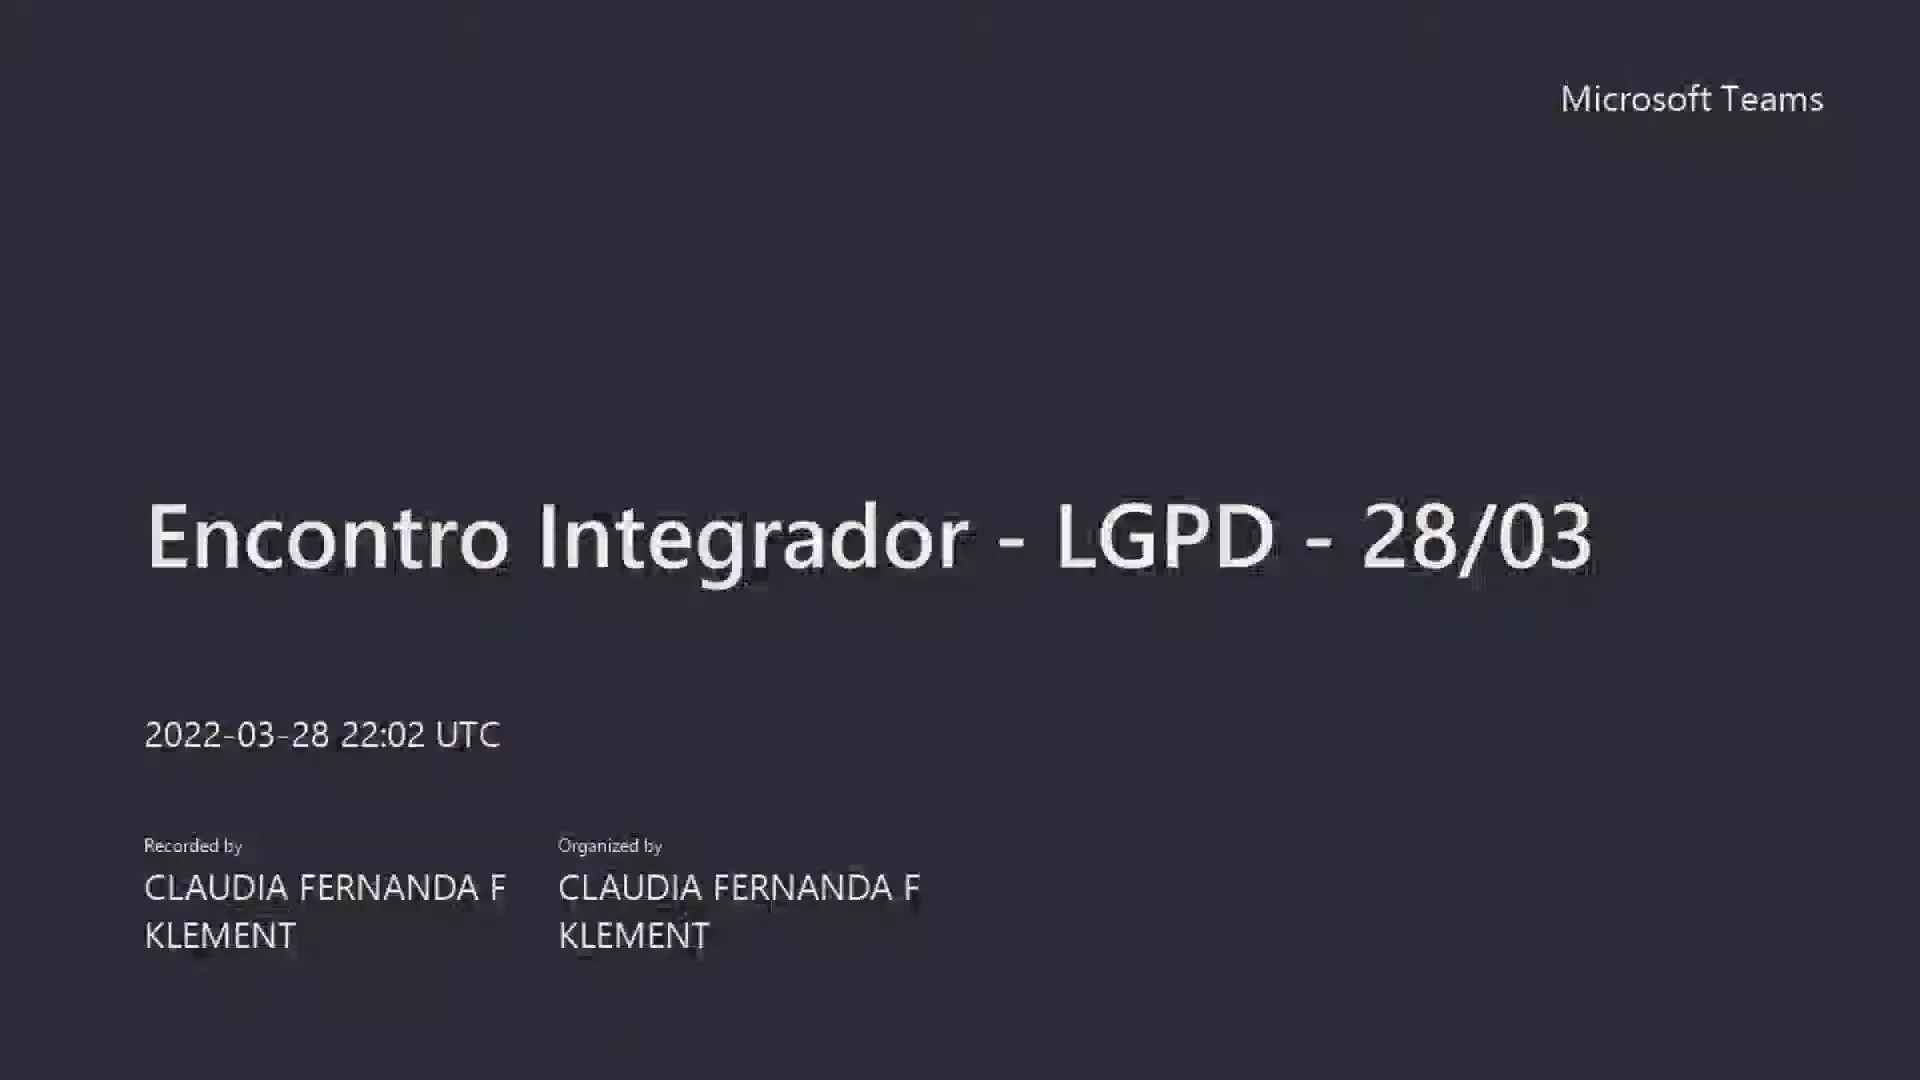 Microsoft Teams
Encontro Integrador - LGPD - 28/03
2022-03-28 22:02 UTC
Recorded by
CLAUDIA FERNANDA F
KLEMENT
Organized by
CLAUDIA FERNANDA F
KLEMENT